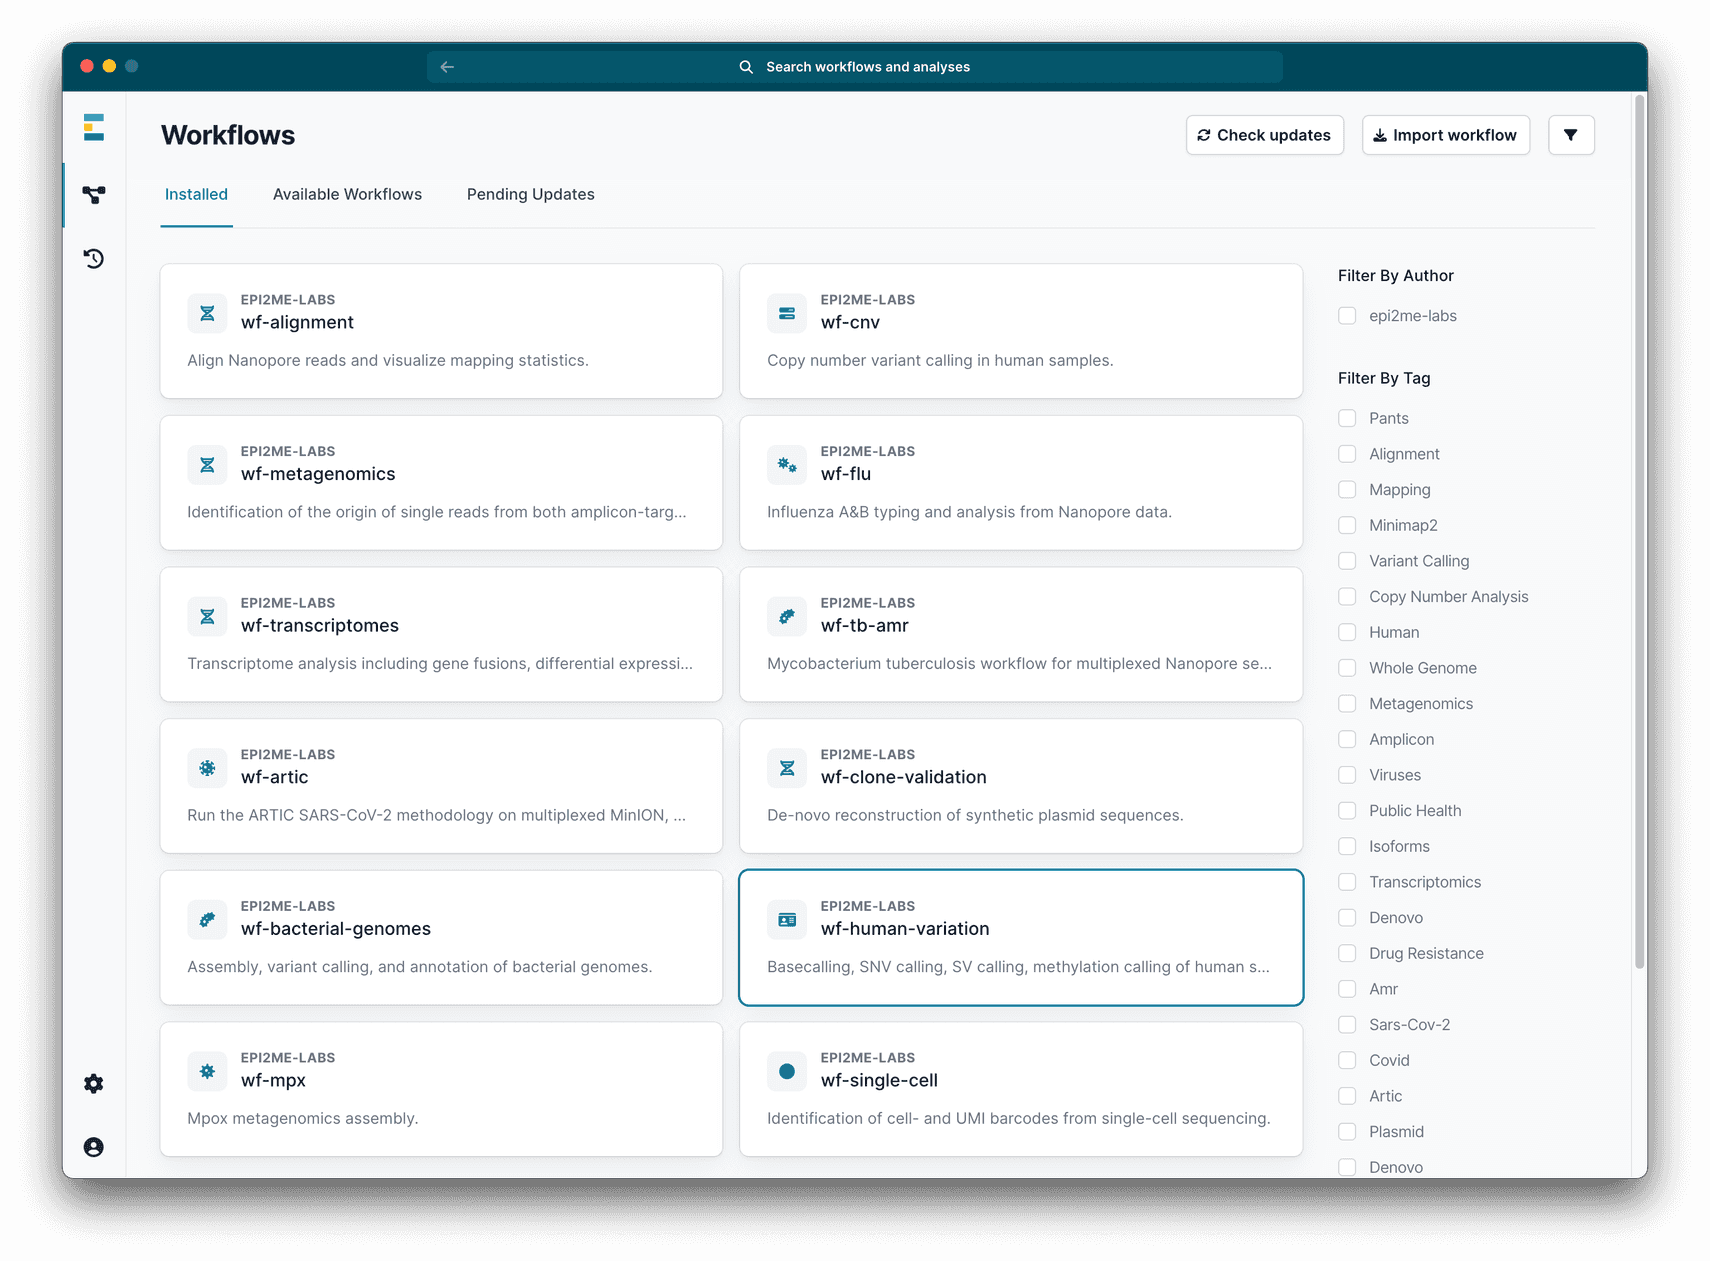 Search workflows and analyses
Workflows
Check updates
Import workflow
Installed
Available Workflows
Pending Updates
EPI2ME-LABS
wf-alignment
Align Nanopore reads and visualize mapping statistics.
EPI2ME-LABS
wf-cnv
Copy number variant calling in human samples.
EPI2ME-LABS
wf-metagenomics
Identification of the origin of single reads from both amplicon-targ...
EPI2ME-LABS
wf-flu
Influenza A&B typing and analysis from Nanopore data.
EPI2ME-LABS
wf-transcriptomes
Transcriptome analysis including gene fusions, differential expressi...
EPI2ME-LABS
wf-tb-amr
Mycobacterium tuberculosis workflow for multiplexed Nanopore se...
EPI2ME-LABS
wf-artic
Run the ARTIC SARS-CoV-2 methodology on multiplexed MinION, ...
EPI2ME-LABS
wf-clone-validation
De-novo reconstruction of synthetic plasmid sequences.
EPI2ME-LABS
wf-bacterial-genomes
Assembly, variant calling, and annotation of bacterial genomes.
EPI2ME-LABS
wf-human-variation
Basecalling, SNV calling, SV calling, methylation calling of human s...
EPI2ME-LABS
wf-mpx
Mpox metagenomics assembly.
EPI2ME-LABS
wf-single-cell
Identification of cell- and UMI barcodes from single-cell sequencing.
Filter By Author
epi2me-labs
Filter By Tag
Pants
Alignment
Mapping
Minimap2
Variant Calling
Copy Number Analysis
Human
Whole Genome
Metagenomics
Amplicon
Viruses
Public Health
Isoforms
Transcriptomics
Denovo
Drug Resistance
Amr
Sars-Cov-2
Covid
Artic
Plasmid
Denovo